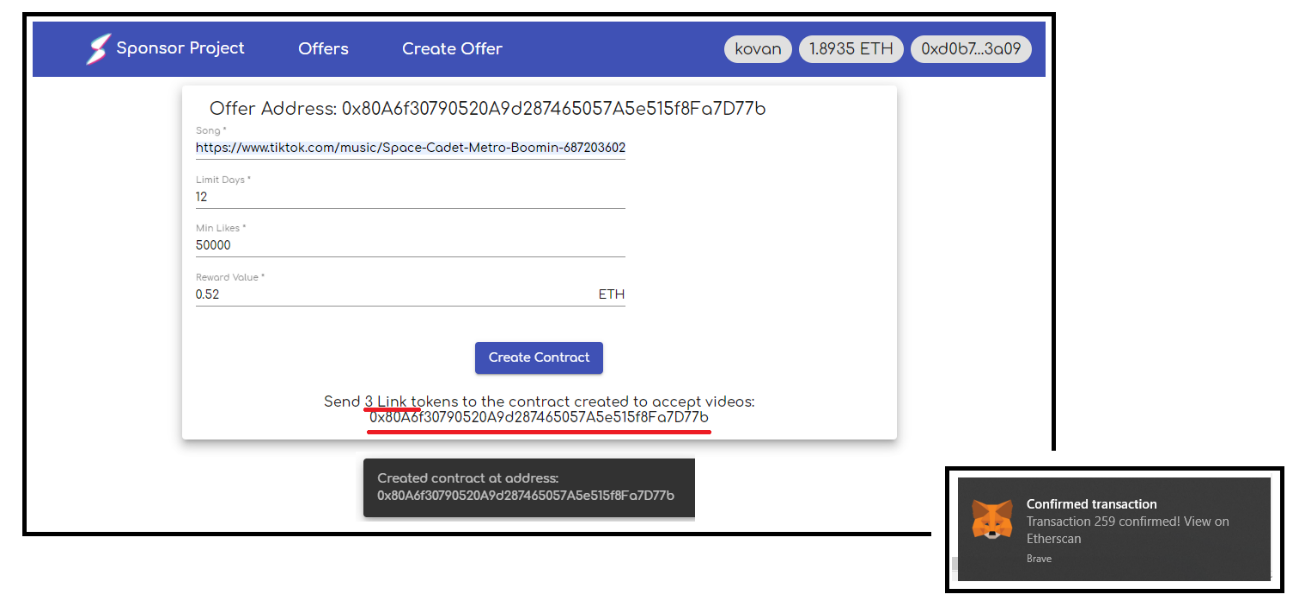 Sponsor Project Offers Create Offer kovan 1.8935 ETH 0xd0b7...3a09
Offer Address: 0x80A6f30790520A9d287465057A5e515f8Fa7D77b
Song *
https://www.tiktok.com/music/Space-Cadet-Metro-Boomin-687203602
Limit Days *
12
Min Likes *
50000
Reward Value *
0.52 ETH
Create Contract
Send 3 Link tokens to the contract created to accept videos:
0x80A6f30790520A9d287465057A5e515f8Fa7D77b
Created contract at address:
0x80A6f30790520A9d287465057A5e515f8Fa7D77b
Confirmed transaction
Transaction 259 confirmed! View on
Etherscan
Brave